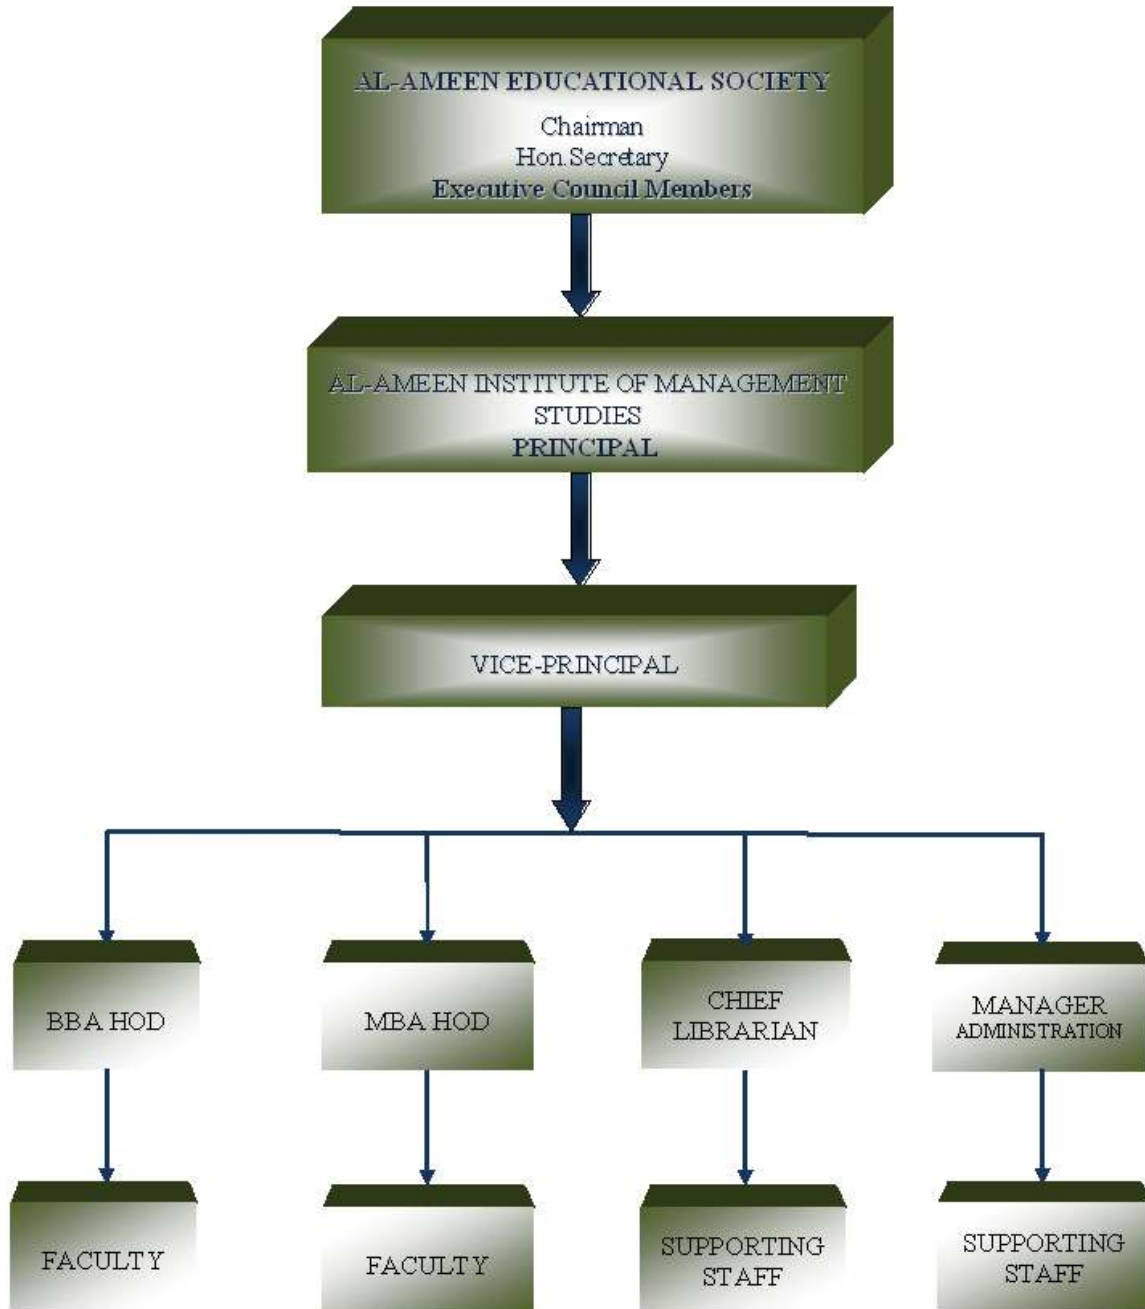 AL-AMEEN EDUCATIONAL SOCIETY
Chairman
Hon.Secretary
Executive Council Members
AL-AMEEN INSTITUTE OF MANAGEMENT
STUDIES
PRINCIPAL
VICE-PRINCIPAL
BBA HOD
MBA HOD
CHIEF
LIBRARIAN
MANAGER
ADMINISTRATION
FACULTY
FACULTY
SUPPORTING
STAFF
SUPPORTING
STAFF